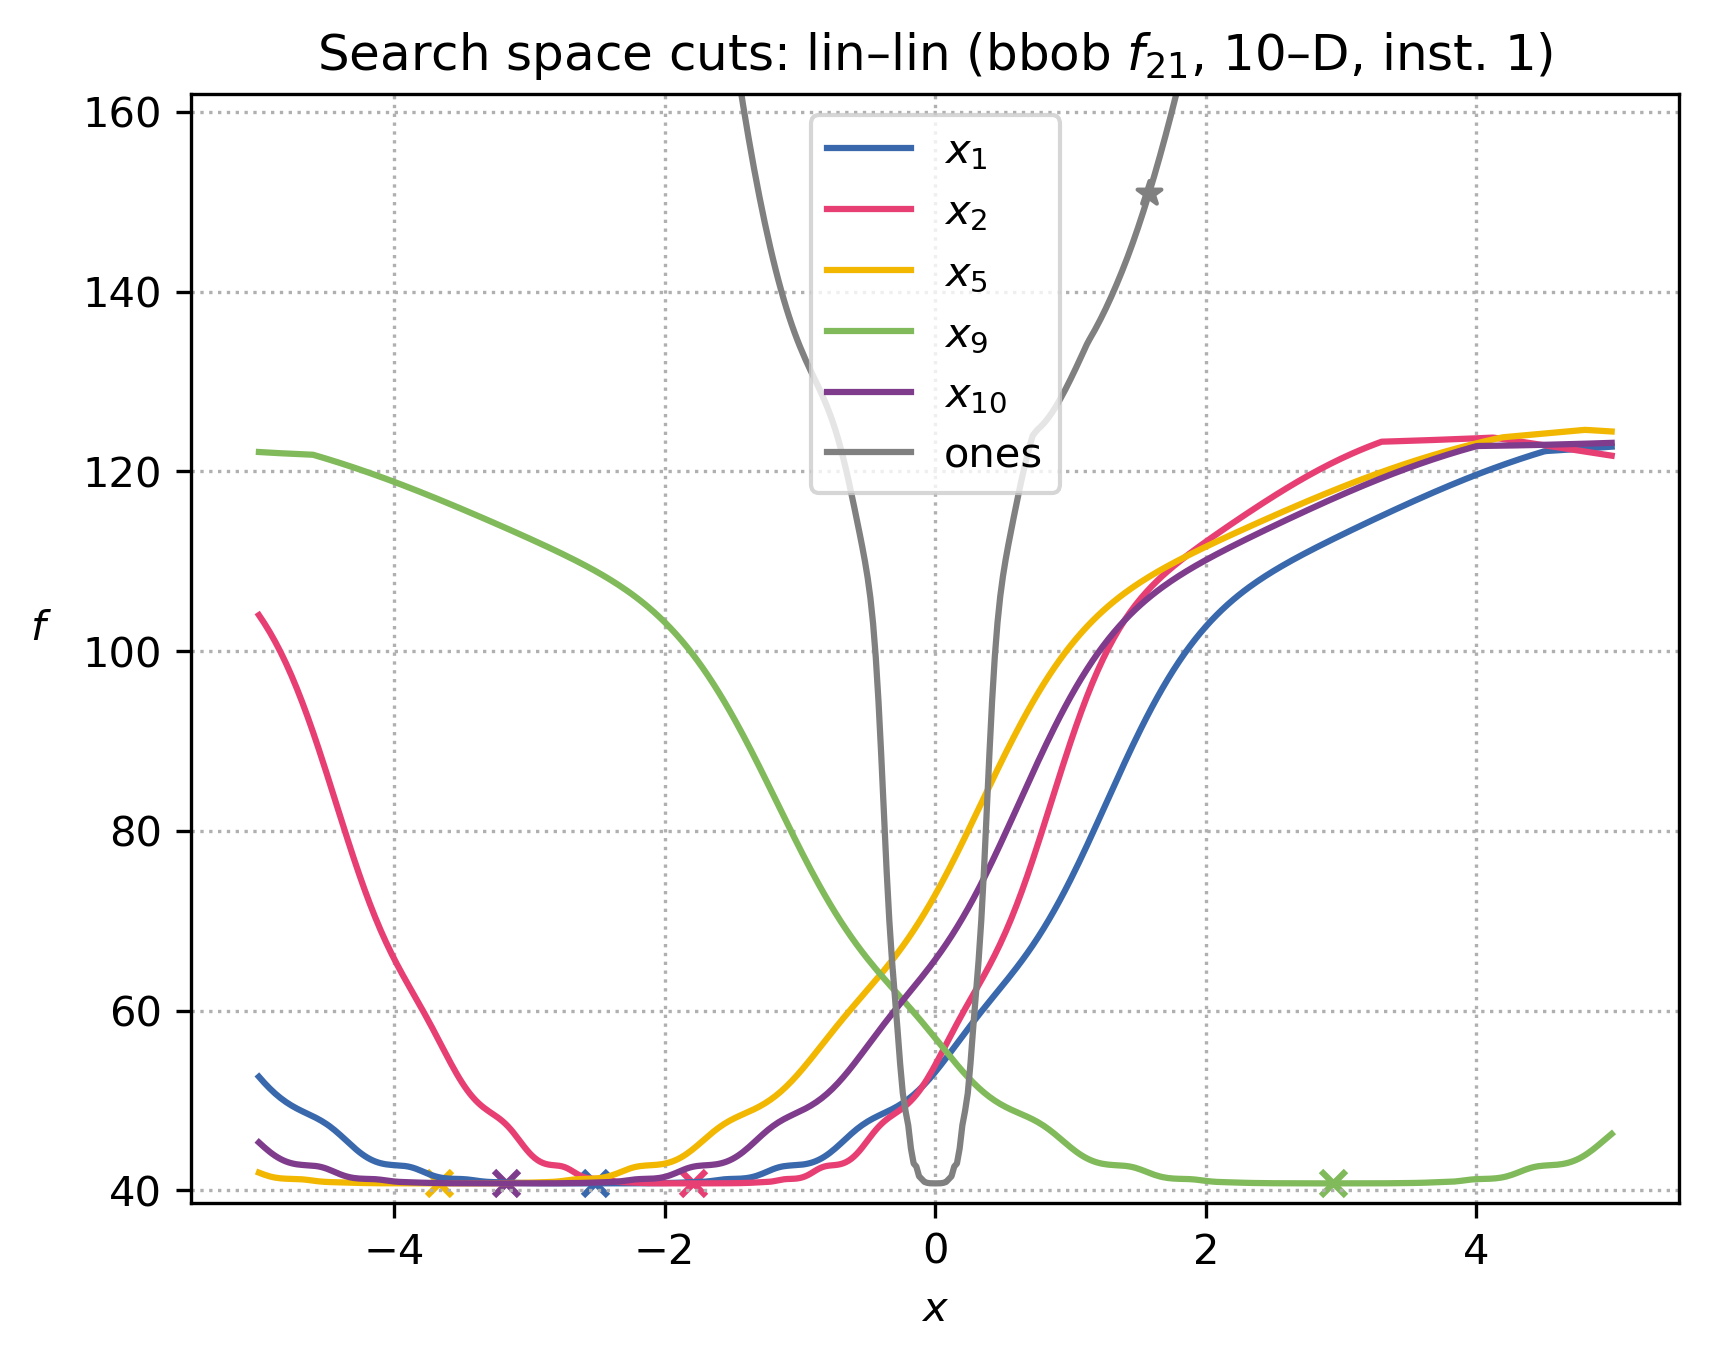 Search space cuts: lin–lin (bbob f₂₁, 10–D, inst. 1)
160
140
120
100
80
60
40
f
x₁
x₂
x₅
x₉
x₁₀
ones
−4
−2
0
2
4
x